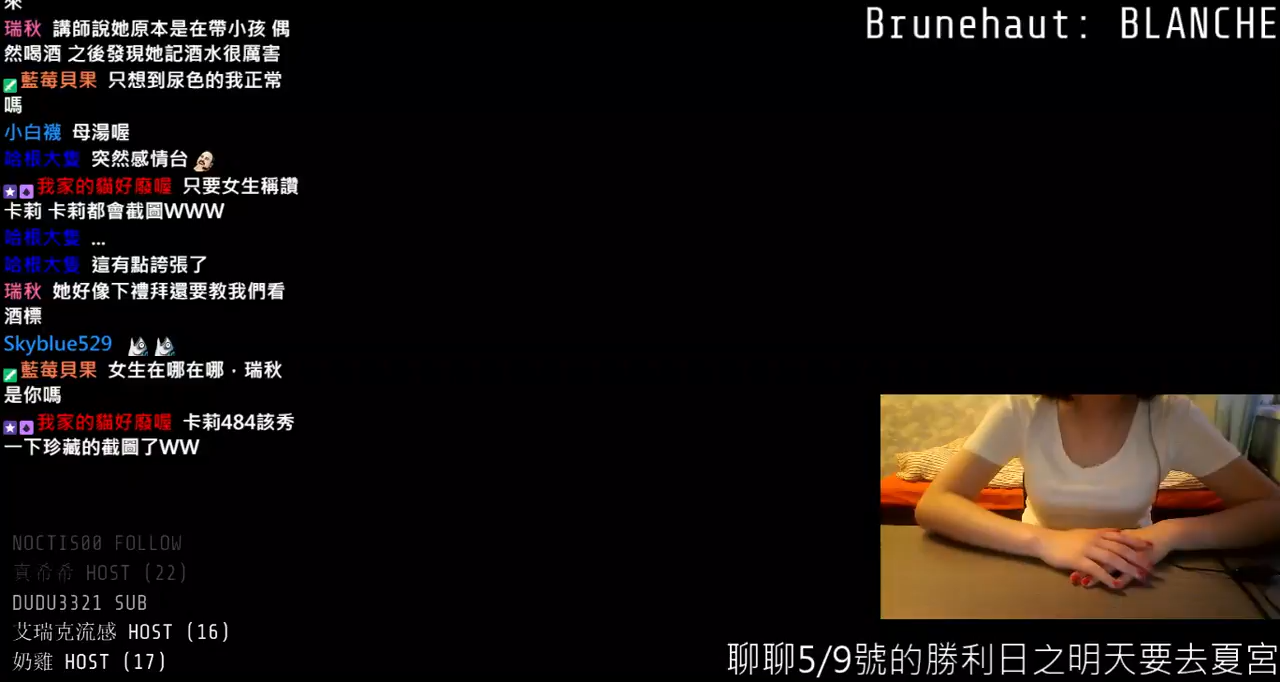 來
瑞秋 講師說她原本是在帶小孩 偶
然喝酒 之後發現她記酒水很厲害
藍莓貝果 只想到尿色的我正常
嗎
小白襪 母湯喔
哈根大隻 突然感情台
我家的貓好廢喔 只要女生稱讚
卡莉 卡莉都會截圖WWW
哈根大隻 ...
哈根大隻 這有點誇張了
瑞秋 她好像下禮拜還要教我們看
酒標
Skyblue529
藍莓貝果 女生在哪在哪·瑞秋
是你嗎
我家的貓好廢喔 卡莉484該秀
一下珍藏的截圖了WW
NOCTIS00 FOLLOW
真希希 HOST (22)
DUDU3321 SUB
艾瑞克流感 HOST (16)
奶雞 HOST (17)
Brunehaut: BLANCHE
聊聊5/9號的勝利日之明天要去夏宮